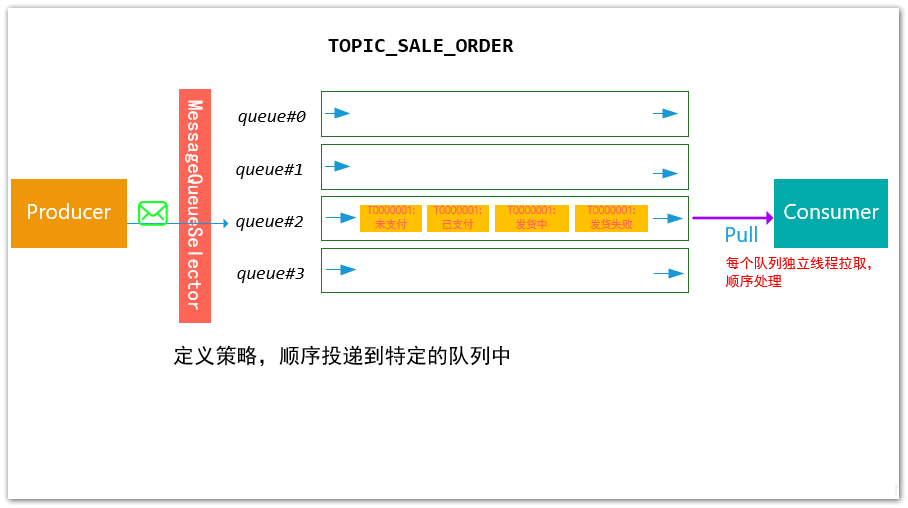 TOPIC_SALE_ORDER
MessageQueueSelector
queue#0
queue#1
queue#2
T0000001:
未支付
T0000001:
已支付
T0000001:
发货中
T0000001:
发货失败
queue#3
Producer
Consumer
Pull
每个队列独立线程拉取,
顺序处理
定义策略，顺序投递到特定的队列中